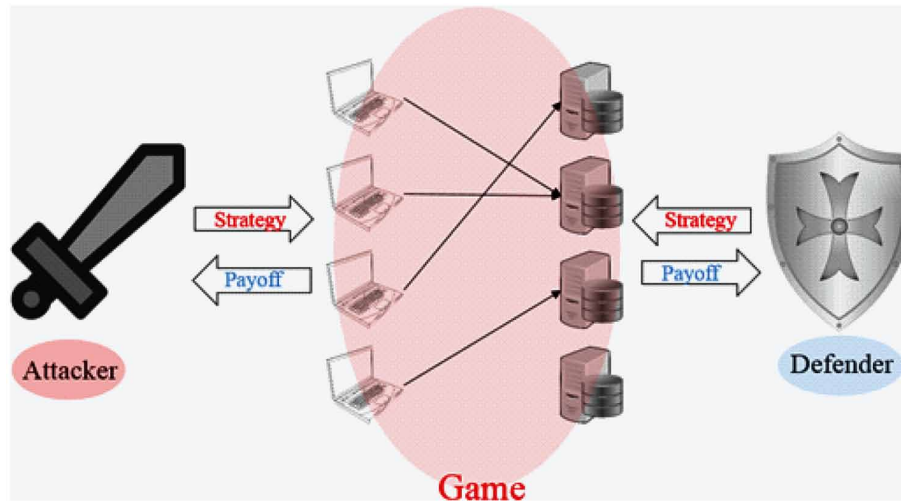 Strategy
Strategy
Payoff
Payoff
Attacker
Defender
Game